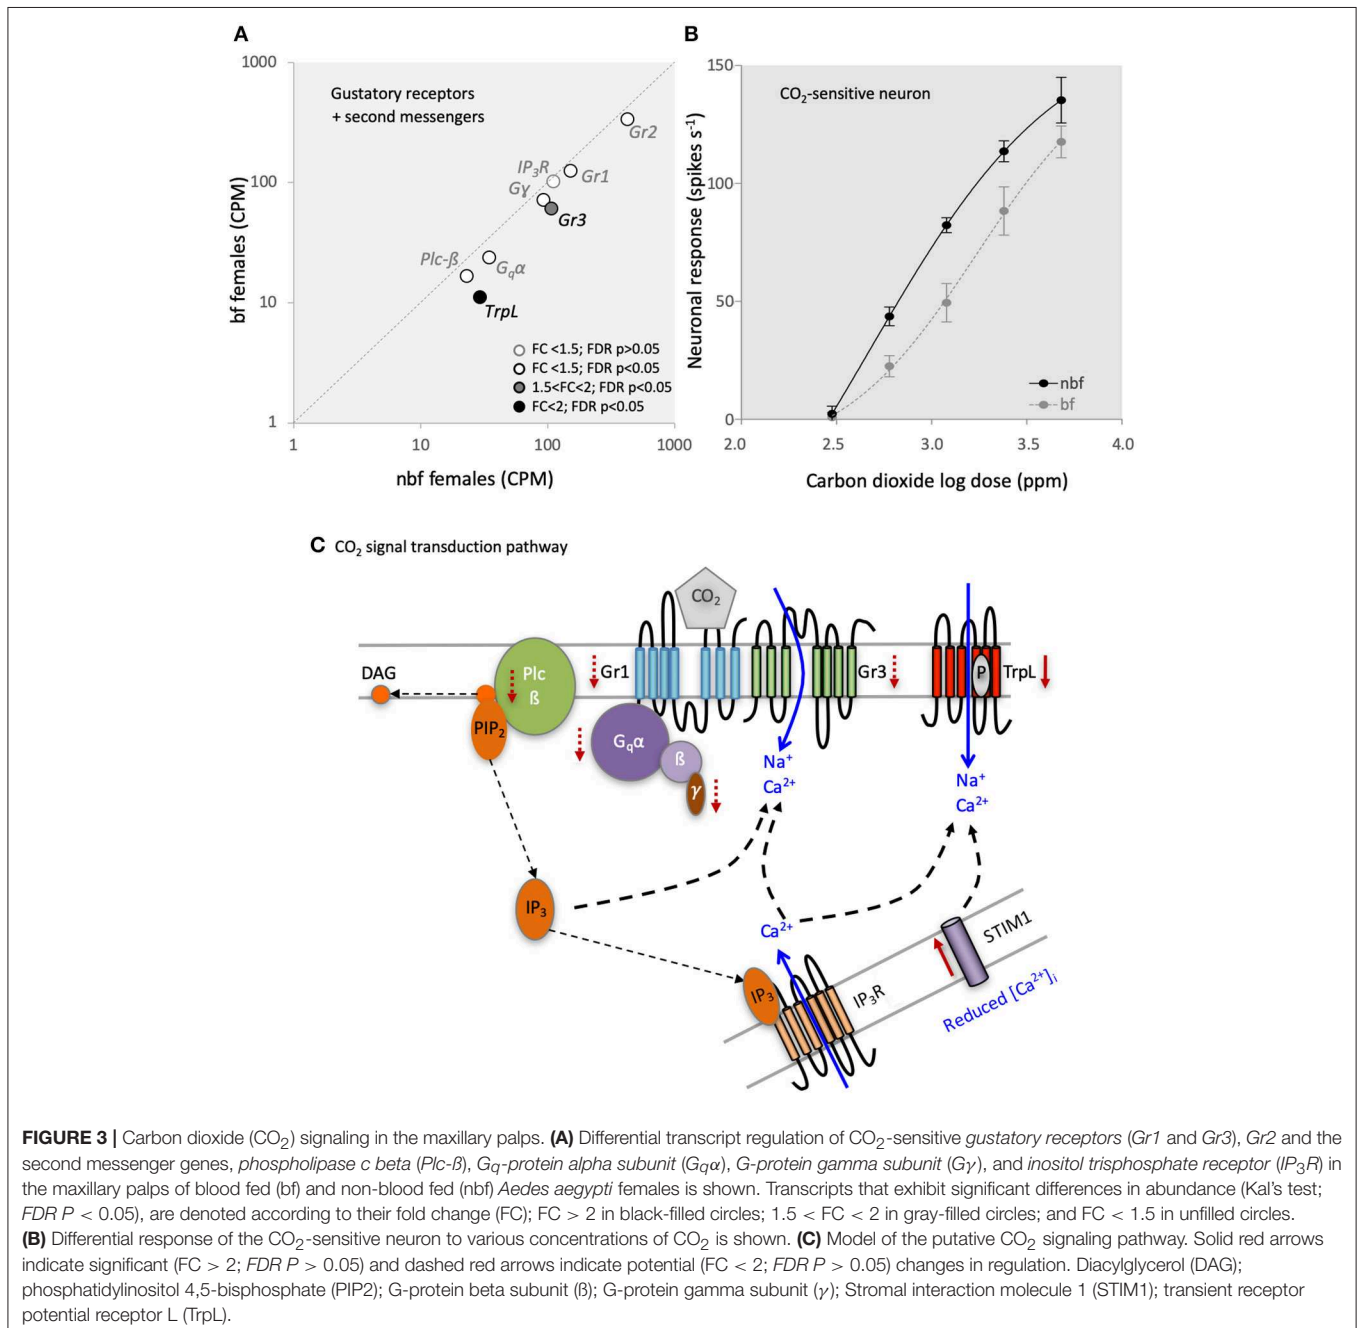 A
1000
100
10
1
1
10
100
1000
bf females (CPM)
nbf females (CPM)
Gustatory receptors
+ second messengers
Gr2
IP₃R
Gr1
Gγ
Gr3
Plc-ß
Gqα
TrpL
FC <1.5; FDR p>0.05
FC <1.5; FDR p<0.05
1.5<FC<2; FDR p<0.05
FC<2; FDR p<0.05
B
150
100
50
0
2.0
2.5
3.0
3.5
4.0
Neuronal response (spikes s⁻¹)
Carbon dioxide log dose (ppm)
CO₂-sensitive neuron
nbf
bf
C CO₂ signal transduction pathway
CO₂
DAG
Plc
ß
Gr1
Gr3
P
TrpL
PIP₂
Gqα
ß
γ
Na⁺
Ca²⁺
Na⁺
Ca²⁺
IP₃
Ca²⁺
STIM1
IP₃
IP₃R
Reduced [Ca²⁺]i
FIGURE 3 | Carbon dioxide (CO₂) signaling in the maxillary palps. (A) Differential transcript regulation of CO₂-sensitive gustatory receptors (Gr1 and Gr3), Gr2 and the
second messenger genes, phospholipase c beta (Plc-ß), Gq-protein alpha subunit (Gqα), G-protein gamma subunit (Gγ), and inositol trisphosphate receptor (IP₃R) in
the maxillary palps of blood fed (bf) and non-blood fed (nbf) Aedes aegypti females is shown. Transcripts that exhibit significant differences in abundance (Kal's test;
FDR P < 0.05), are denoted according to their fold change (FC); FC > 2 in black-filled circles; 1.5 < FC < 2 in gray-filled circles; and FC < 1.5 in unfilled circles.
(B) Differential response of the CO₂-sensitive neuron to various concentrations of CO₂ is shown. (C) Model of the putative CO₂ signaling pathway. Solid red arrows
indicate significant (FC > 2; FDR P > 0.05) and dashed red arrows indicate potential (FC < 2; FDR P > 0.05) changes in regulation. Diacylglycerol (DAG);
phosphatidylinositol 4,5-bisphosphate (PIP2); G-protein beta subunit (ß); G-protein gamma subunit (γ); Stromal interaction molecule 1 (STIM1); transient receptor
potential receptor L (TrpL).